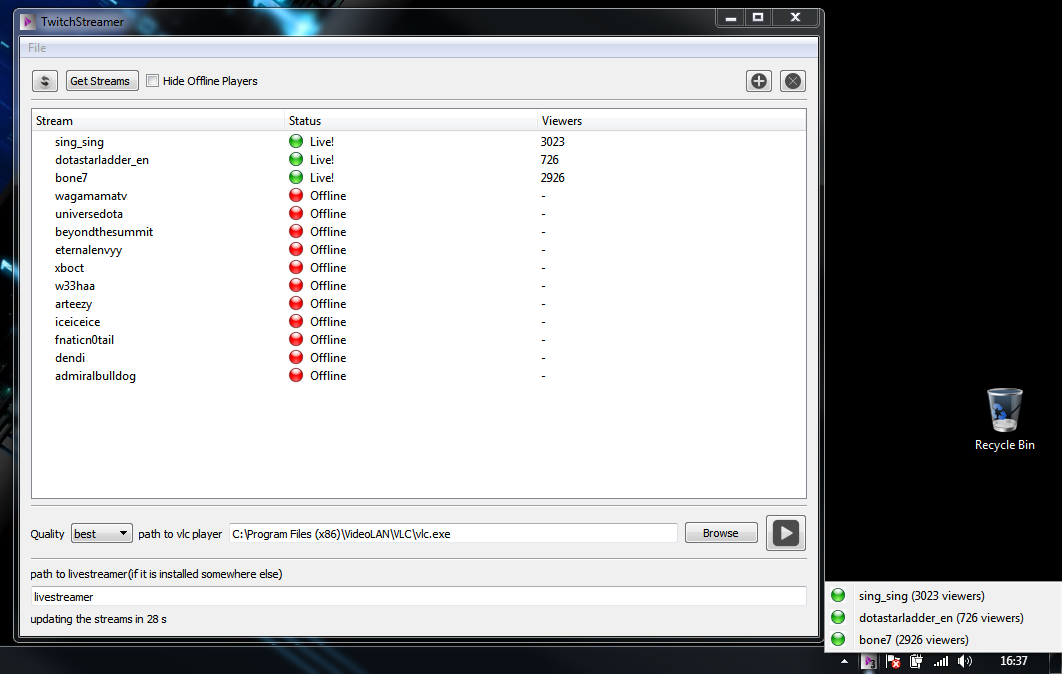 TwitchStreamer
File
Get Streams Hide Offline Players
Stream Status Viewers
sing_sing Live! 3023
dotastarladder_en Live! 726
bone7 Live! 2926
wagamamatv Offline -
universedota Offline -
beyondthesummit Offline -
eternalenvyy Offline -
xboct Offline -
w33haa Offline -
arteezy Offline -
iceiceice Offline -
fnaticn0tail Offline -
dendi Offline -
admiralbulldog Offline -
Recycle Bin
Quality best path to vlc player C:\Program Files (x86)\VideoLAN\VLC\vlc.exe Browse
path to livestreamer(if it is installed somewhere else)
livestreamer
updating the streams in 28 s
sing_sing (3023 viewers)
dotastarladder_en (726 viewers)
bone7 (2926 viewers)
3
16:37